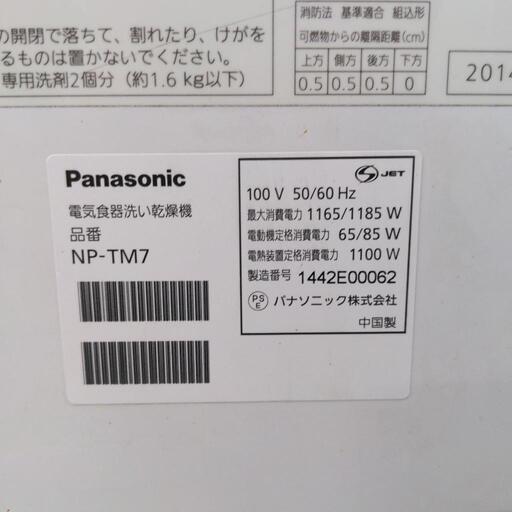 の開閉で落ちて、割れたり、けがを
るものは置かないでください。
専用洗剤2個分（約1.6 kg以下）
消防法 基準適合 組込形
可燃物からの離隔距離(cm)
上方 側方 後方 下方
0.5 0.5 0.5 0
2014
Panasonic
電気食器洗い乾燥機
品番
NP-TM7
S JET
100 V 50/60 Hz
最大消費電力 1165/1185 W
電動機定格消費電力 65/85 W
電熱装置定格消費電力 1100 W
製造番号 1442E00062
PS E パナソニック株式会社
中国製